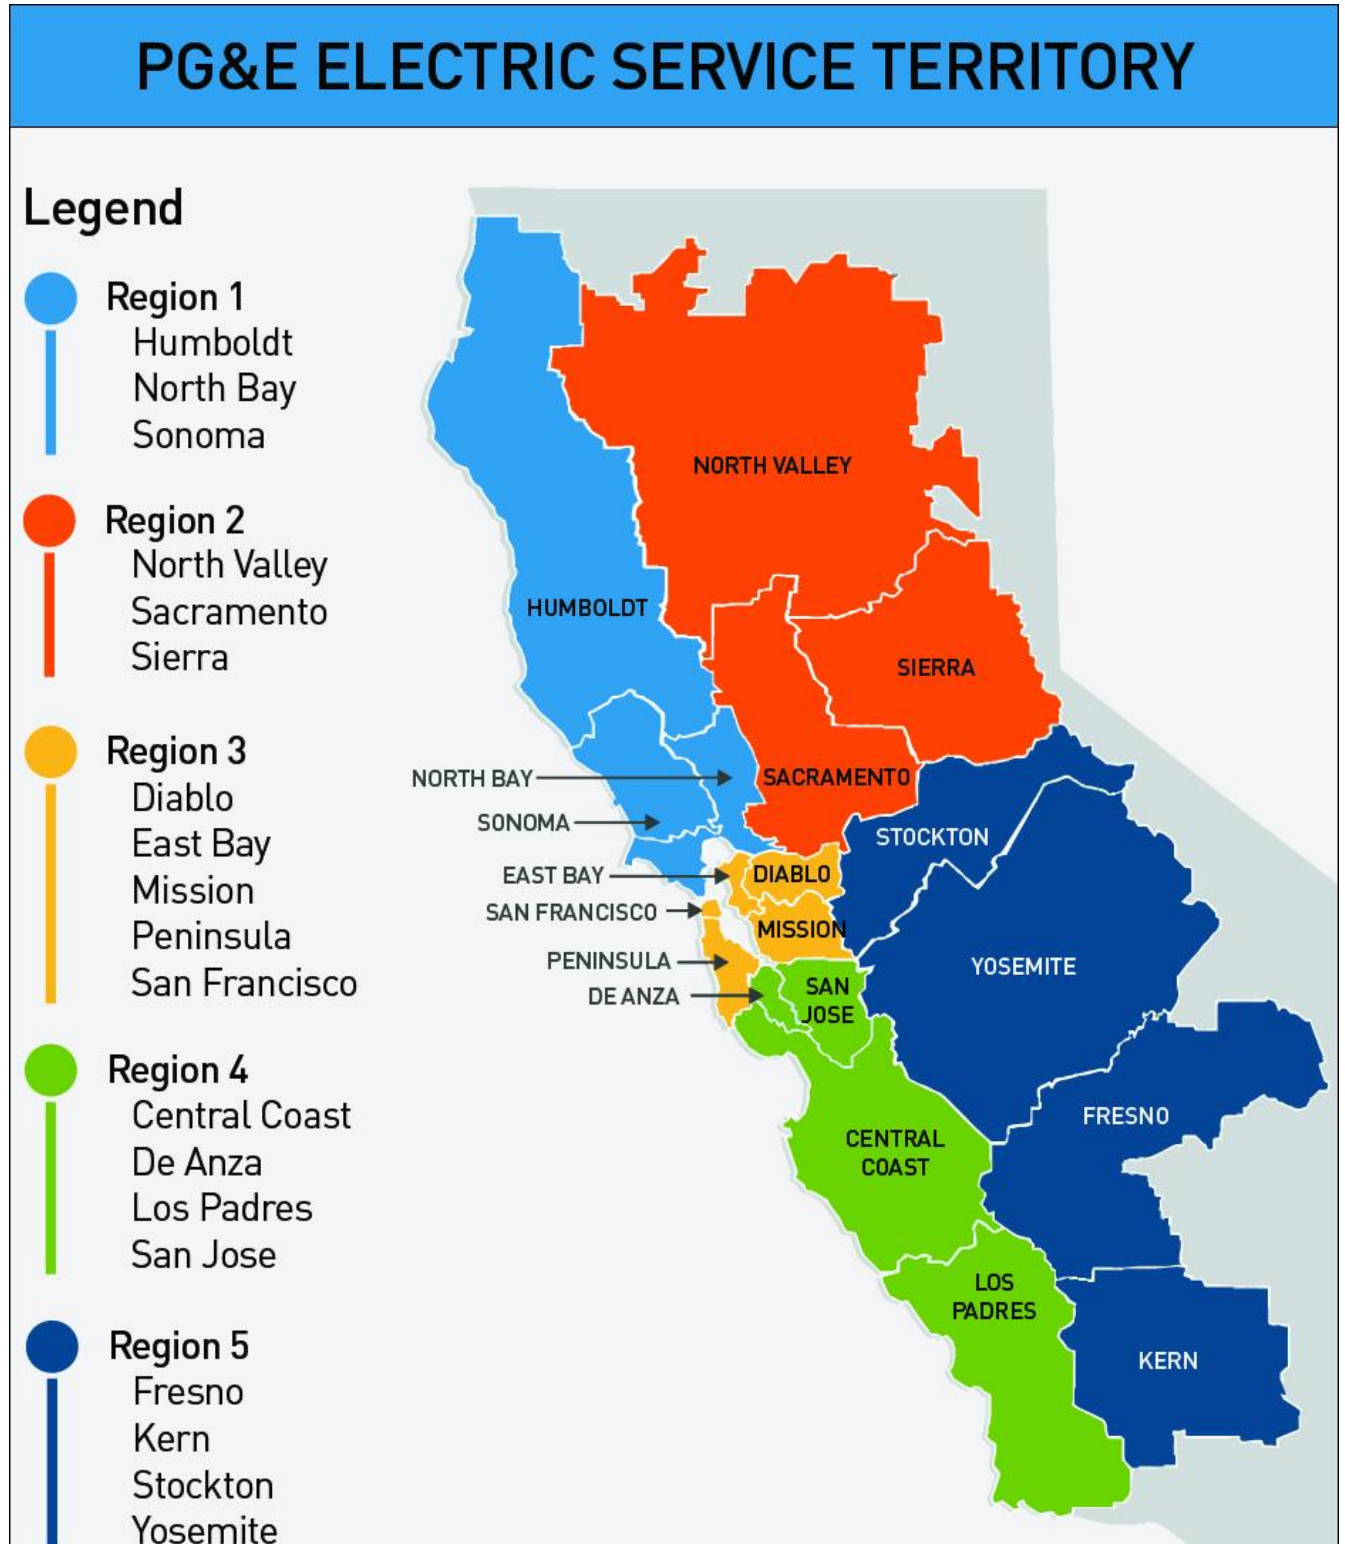 PG&E ELECTRIC SERVICE TERRITORY
Legend
Region 1
Humboldt
North Bay
Sonoma
Region 2
North Valley
Sacramento
Sierra
Region 3
Diablo
East Bay
Mission
Peninsula
San Francisco
Region 4
Central Coast
De Anza
Los Padres
San Jose
Region 5
Fresno
Kern
Stockton
Yosemite
NORTH VALLEY
HUMBOLDT
SIERRA
NORTH BAY
SACRAMENTO
SONOMA
STOCKTON
EAST BAY
DIABLO
SAN FRANCISCO
MISSION
PENINSULA
YOSEMITE
DE ANZA
SAN
JOSE
FRESNO
CENTRAL
COAST
LOS
PADRES
KERN